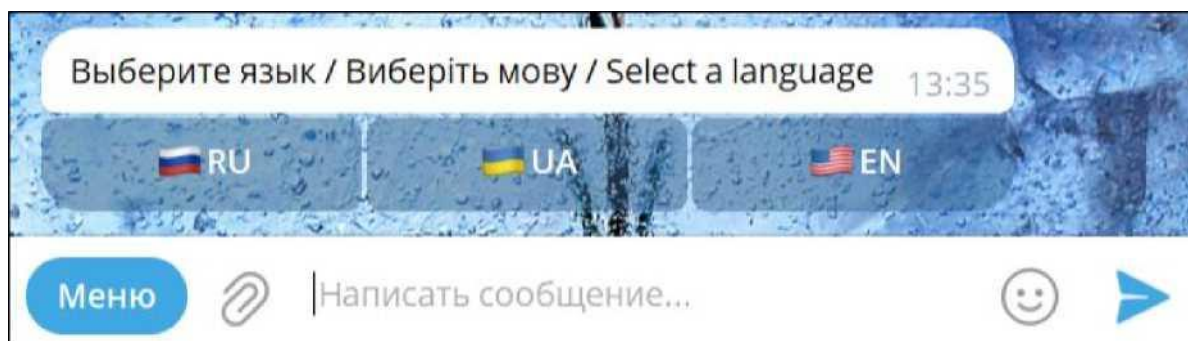 Выберите язык / Виберіть мову / Select a language 13:35
RU UA EN
Меню Написать сообщение...